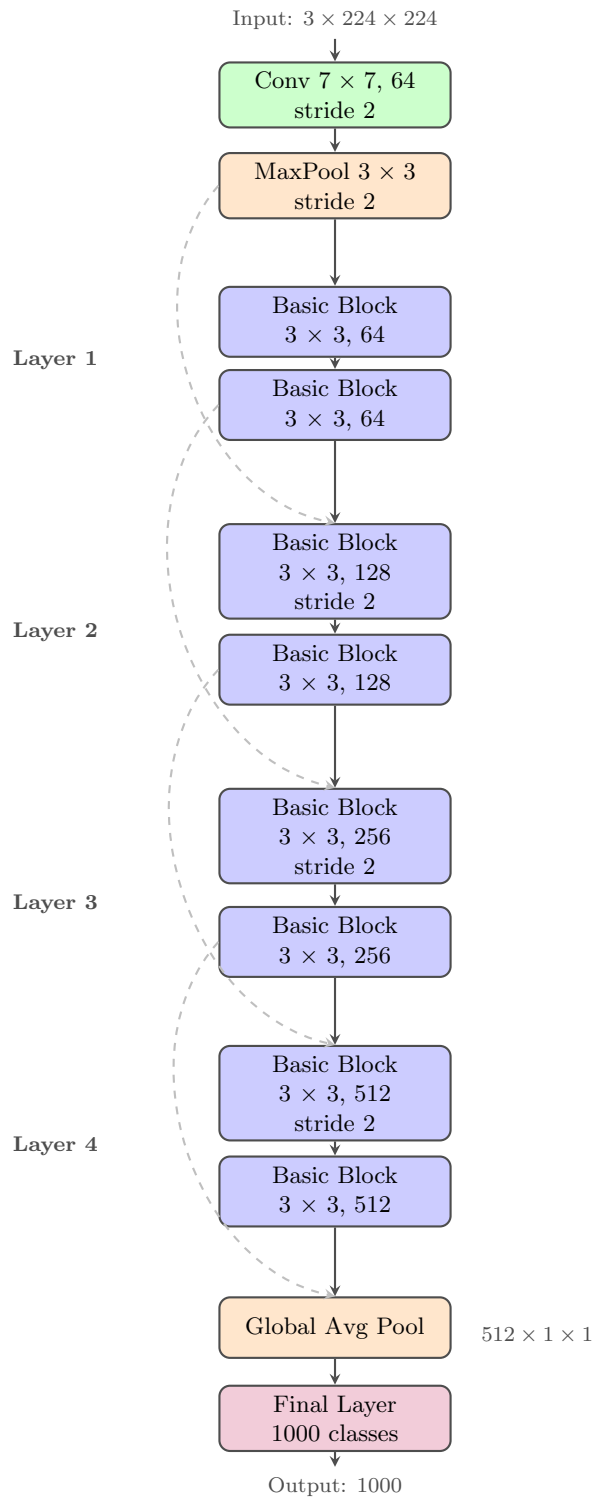 Input: 3 × 224 × 224
Conv 7 × 7, 64
stride 2
MaxPool 3 × 3
stride 2
Basic Block
3 × 3, 64
Layer 1
Basic Block
3 × 3, 64
Basic Block
3 × 3, 128
stride 2
Layer 2
Basic Block
3 × 3, 128
Basic Block
3 × 3, 256
stride 2
Layer 3
Basic Block
3 × 3, 256
Basic Block
3 × 3, 512
stride 2
Layer 4
Basic Block
3 × 3, 512
Global Avg Pool
512 × 1 × 1
Final Layer
1000 classes
Output: 1000